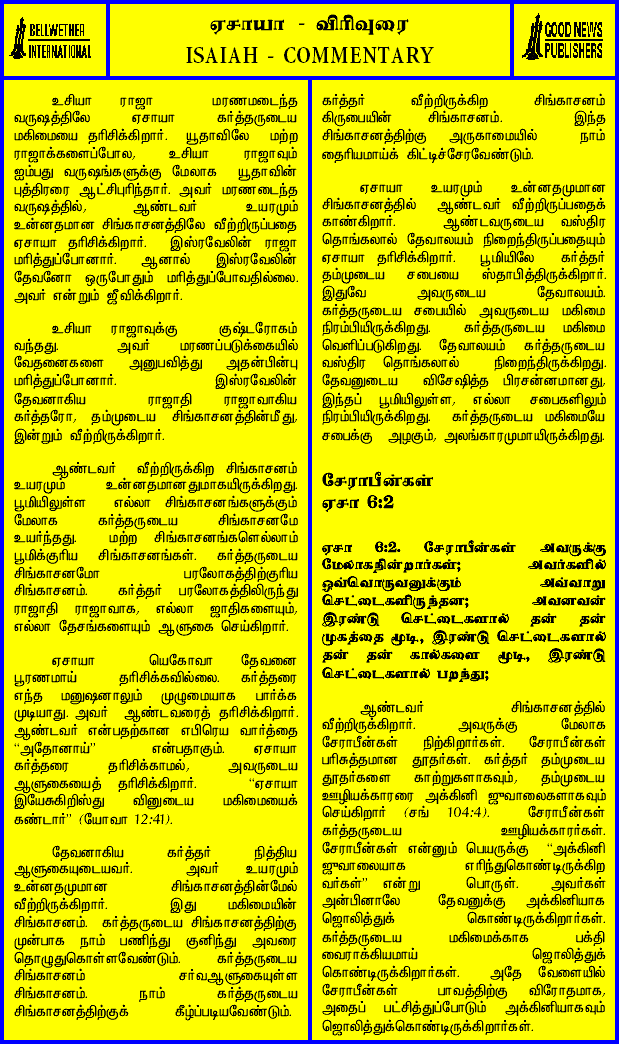 BELLWETHER
INTERNATIONAL
ஏசாயா - விரிவுரை
ISAIAH - COMMENTARY
GOOD NEWS
PUBLISHERS
உசியா ராஜா மரணமடைந்த
வருஷத்திலே ஏசாயா கர்த்தருடைய
மகிமையை தரிசிக்கிறார். யூதாவிலே மற்ற
ராஜாக்களைப்போல, உசியா ராஜாவும்
ஐம்பது வருஷங்களுக்கு மேலாக யூதாவின்
புத்திரரை ஆட்சிபுரிந்தார். அவர் மரணடைந்த
வருஷத்தில், ஆண்டவர் உயரமும்
உன்னதமான சிங்காசனத்திலே வீற்றிருப்பதை
ஏசாயா தரிசிக்கிறார். இஸ்ரவேலின் ராஜா
மரித்துப்போனார். ஆனால் இஸ்ரவேலின்
தேவனோ ஒருபோதும் மரித்துப்போவதில்லை.
அவர் என்றும் ஜீவிக்கிறார்.
உசியா ராஜாவுக்கு குஷ்டரோகம்
வந்தது. அவர் மரணப்படுக்கையில்
வேதனைகளை அனுபவித்து அதன்பின்பு
மரித்துப்போனார். இஸ்ரவேலின்
தேவனாகிய ராஜாதி ராஜாவாகிய
கர்த்தரோ, தம்முடைய சிங்காசனத்தின்மீது,
இன்றும் வீற்றிருக்கிறார்.
ஆண்டவர் வீற்றிருக்கிற சிங்காசனம்
உயரமும் உன்னதமானதுமாகயிருக்கிறது.
பூமியிலுள்ள எல்லா சிங்காசனங்களுக்கும்
மேலாக கர்த்தருடைய சிங்காசனமே
உயர்ந்தது. மற்ற சிங்காசனங்களெல்லாம்
பூமிக்குரிய சிங்காசனங்கள். கர்த்தருடைய
சிங்காசனமோ பரலோகத்திற்குரிய
சிங்காசனம். கர்த்தர் பரலோகத்திலிருந்து
ராஜாதி ராஜாவாக, எல்லா ஜாதிகளையும்,
எல்லா தேசங்களையும் ஆளுகை செய்கிறார்.
ஏசாயா யெகோவா தேவனை
பூரணமாய் தரிசிக்கவில்லை. கர்த்தரை
எந்த மனுஷனாலும் முழுமையாக பார்க்க
முடியாது. அவர் ஆண்டவரைத் தரிசிக்கிறார்.
ஆண்டவர் என்பதற்கான எபிரெய வார்த்தை
“அதோனாய்” என்பதாகும். ஏசாயா
கர்த்தரை தரிசிக்காமல், அவருடைய
ஆளுகையைத் தரிசிக்கிறார். “ஏசாயா
இயேசுகிறிஸ்து வினுடைய மகிமையைக்
கண்டார்” (யோவா 12:41).
தேவனாகிய கர்த்தர் நித்திய
ஆளுகையுடையவர். அவர் உயரமும்
உன்னதமுமான சிங்காசனத்தின்மேல்
வீற்றிருக்கிறார். இது மகிமையின்
சிங்காசனம். கர்த்தருடைய சிங்காசனத்திற்கு
முன்பாக நாம் பணிந்து குனிந்து அவரை
தொழுதுகொள்ளவேண்டும். கர்த்தருடைய
சிங்காசனம் சர்வஆளுகையுள்ள
சிங்காசனம். நாம் கர்த்தருடைய
சிங்காசனத்திற்குக் கீழ்ப்படியவேண்டும்.
கர்த்தர் வீற்றிருக்கிற சிங்காசனம்
கிருபையின் சிங்காசனம். இந்த
சிங்காசனத்திற்கு அருகாமையில் நாம்
தைரியமாய்க் கிட்டிச்சேரவேண்டும்.
ஏசாயா உயரமும் உன்னதமுமான
சிங்காசனத்தில் ஆண்டவர் வீற்றிருப்பதைக்
காண்கிறார். ஆண்டவருடைய வஸ்திர
தொங்கலால் தேவாலயம் நிறைந்திருப்பதையும்
ஏசாயா தரிசிக்கிறார். பூமியிலே கர்த்தர்
தம்முடைய சபையை ஸ்தாபித்திருக்கிறார்.
இதுவே அவருடைய தேவாலயம்.
கர்த்தருடைய சபையில் அவருடைய மகிமை
நிரம்பியிருக்கிறது. கர்த்தருடைய மகிமை
வெளிப்படுகிறது. தேவாலயம் கர்த்தருடைய
வஸ்திர தொங்கலால் நிறைந்திருக்கிறது.
தேவனுடைய விசேஷித்த பிரசன்னமானது,
இந்தப் பூமியிலுள்ள, எல்லா சபைகளிலும்
நிரம்பியிருக்கிறது. கர்த்தருடைய மகிமையே
சபைக்கு அழகும், அலங்காரமுமாயிருக்கிறது.
சேராபீன்கள்
ஏசா 6:2
ஏசா 6:2. சேராபீன்கள் அவருக்கு
மேலாகநின்றார்கள்; அவர்களில்
ஒவ்வொருவனுக்கும் அவ்வாறு
செட்டைகளிருந்தன; அவனவன்
இரண்டு செட்டைகளால் தன் தன்
முகத்தை மூடி, இரண்டு செட்டைகளால்
தன் தன் கால்களை மூடி, இரண்டு
செட்டைகளால் பறந்து;
ஆண்டவர் சிங்காசனத்தில்
வீற்றிருக்கிறார். அவருக்கு மேலாக
சேராபீன்கள் நிற்கிறார்கள். சேராபீன்கள்
பரிசுத்தமான தூதர்கள். கர்த்தர் தம்முடைய
தூதர்களை காற்றுகளாகவும், தம்முடைய
ஊழியக்காரரை அக்கினி ஜுவாலைகளாகவும்
செய்கிறார் (சங் 104:4). சேராபீன்கள்
கர்த்தருடைய ஊழியக்காரர்கள்.
சேராபீன்கள் என்னும் பெயருக்கு “அக்கினி
ஜுவாலையாக எரிந்துகொண்டிருக்கிற
வர்கள்” என்று பொருள். அவர்கள்
அன்பினாலே தேவனுக்கு அக்கினியாக
ஜொலித்துக் கொண்டிருக்கிறார்கள்.
கர்த்தருடைய மகிமைக்காக பக்தி
வைராக்கியமாய் ஜொலித்துக்
கொண்டிருக்கிறார்கள். அதே வேளையில்
சேராபீன்கள் பாவத்திற்கு விரோதமாக,
அதைப் பட்சித்துப்போடும் அக்கினியாகவும்
ஜொலித்துக்கொண்டிருக்கிறார்கள்.